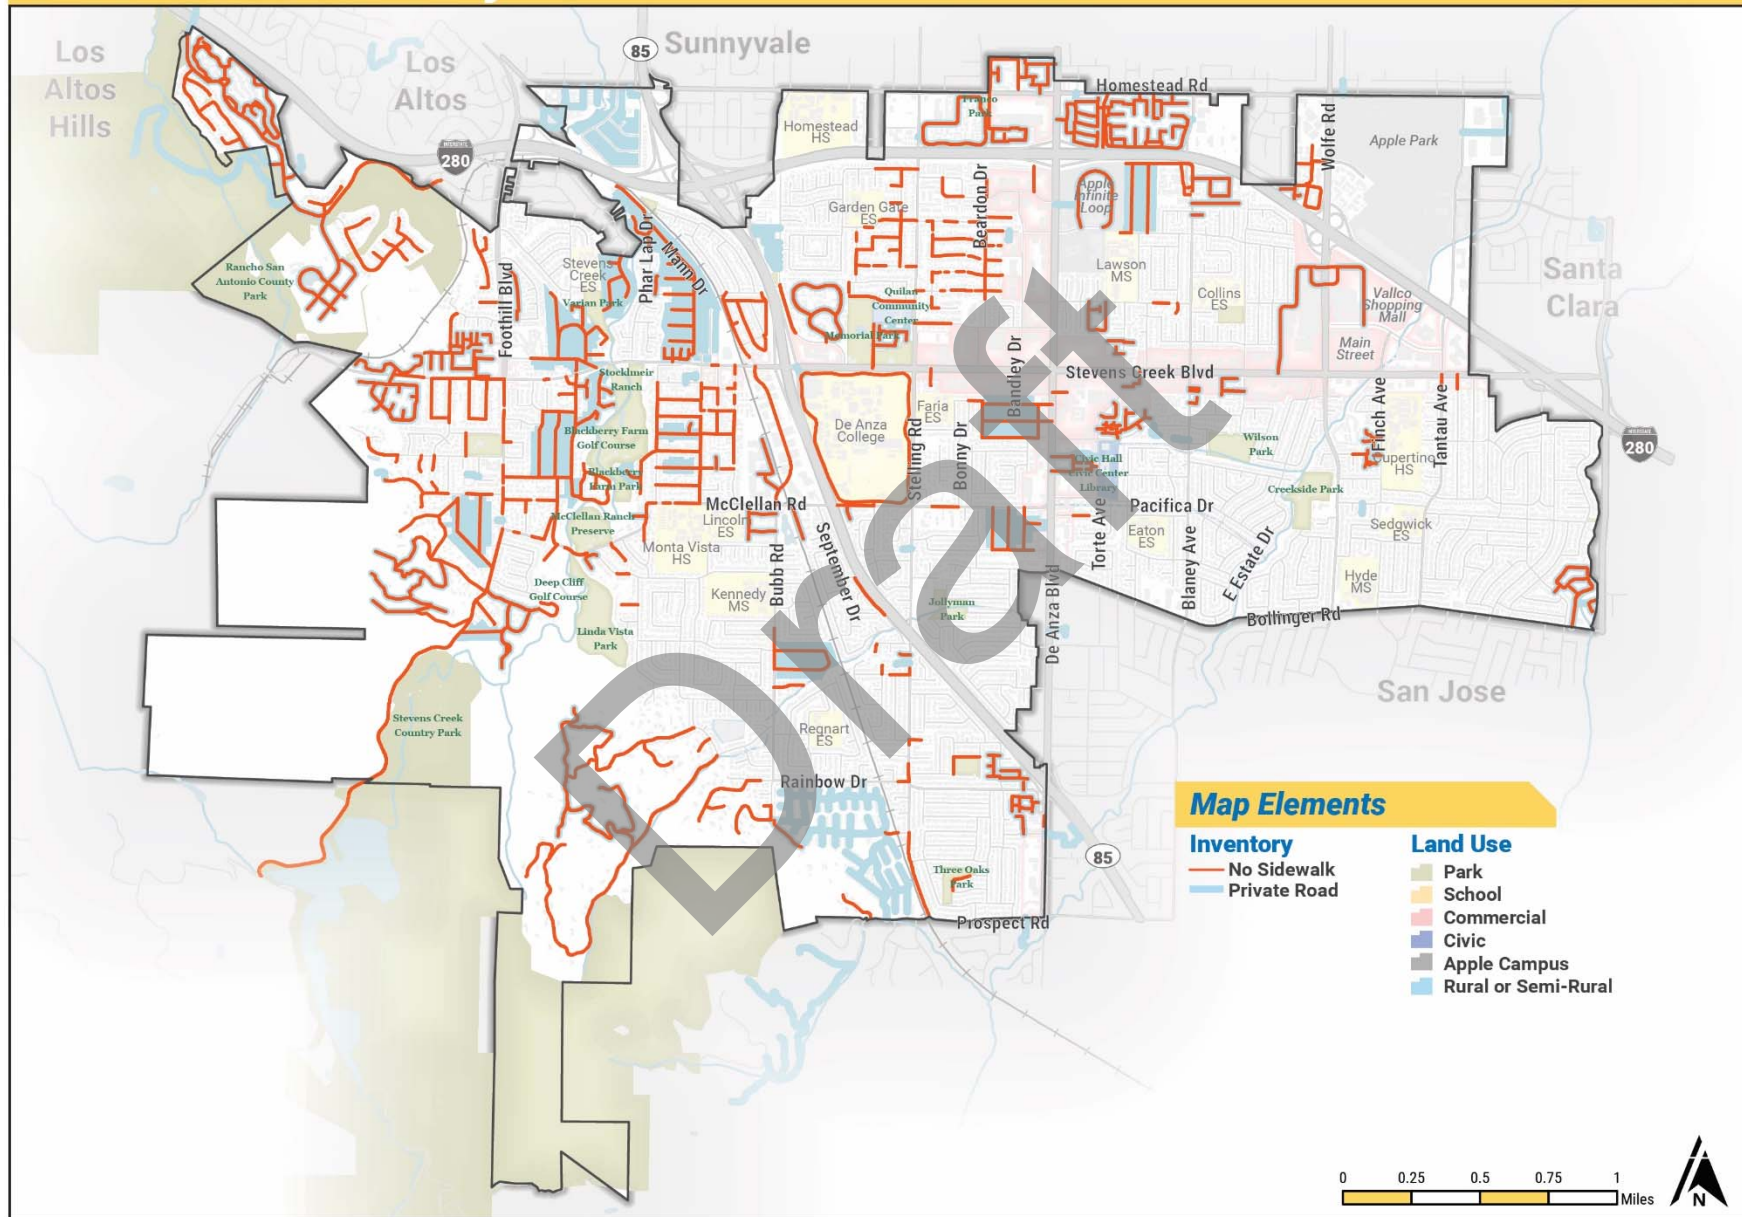 Los
Altos
Hills
Los
Altos
85
Sunnyvale
Homestead Rd
Franco
Park
Homestead
HS
Wolfe Rd
Apple Park
INTERSTATE
280
Apple
Infinite
Loop
Beardon Dr
Garden Gate
ES
Phar Lap Dr
Mann Dr
Stevens
Creek
ES
Varian Park
Foothill Blvd
Rancho San
Antonio County
Park
Lawson
MS
Collins
ES
Vallco
Shopping
Mall
Santa
Clara
Quilan
Community
Center
Memorial Park
Main
Street
Bandley Dr
Stevens Creek Blvd
Stocklmeir
Ranch
Faria
ES
De Anza
College
Stelling Rd
Bonny Dr
Finch Ave
Tantau Ave
INTERSTATE
280
Blackberry Farm
Golf Course
Blackberry
Farm Park
Wilson
Park
Civic Hall
Civic Center
Library
Cupertino
HS
Creekside Park
McClellan Rd
Lincoln
ES
McClellan Ranch
Preserve
Monta Vista
HS
Pacifica Dr
Torte Ave
Eaton
ES
Blaney Ave
E Estate Dr
Sedgwick
ES
Hyde
MS
September Dr
Bubb Rd
Deep Cliff
Golf Course
Kennedy
MS
Jollyman
Park
De Anza Blvd
Bollinger Rd
Linda Vista
Park
San Jose
Stevens Creek
Country Park
Regnart
ES
Rainbow Dr
85
Three Oaks
Park
Prospect Rd
Draft
Map Elements
Inventory
No Sidewalk
Private Road
Land Use
Park
School
Commercial
Civic
Apple Campus
Rural or Semi-Rural
0 0.25 0.5 0.75 1
Miles
N